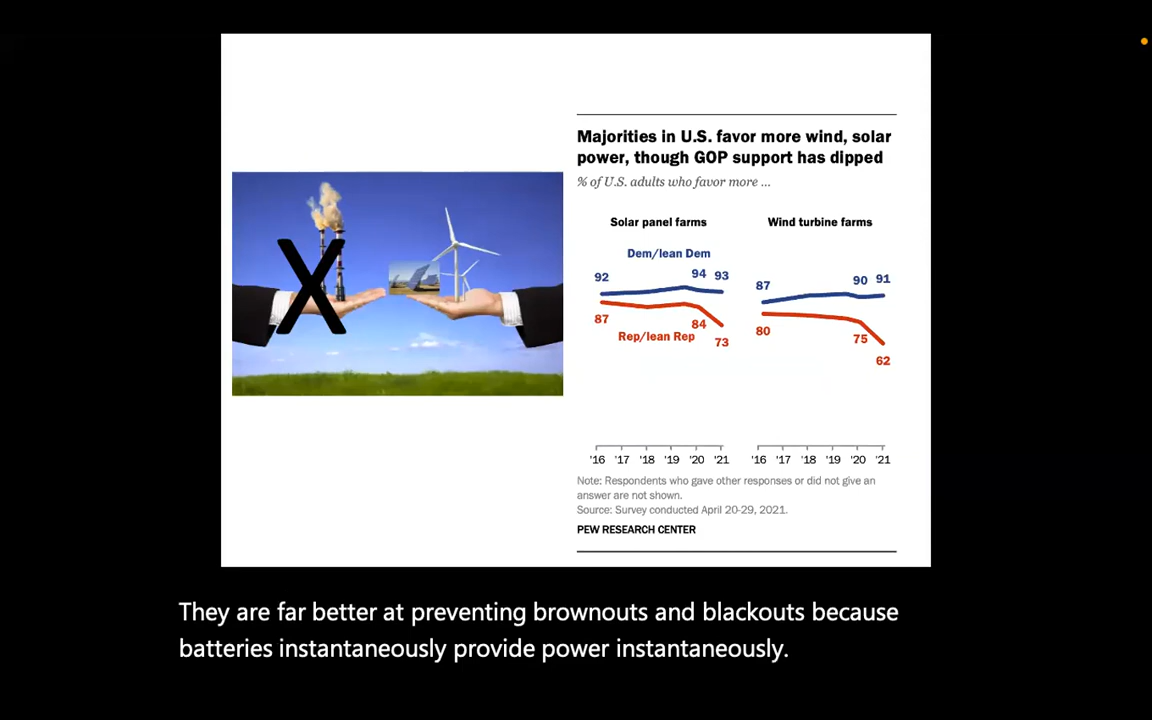 Majorities in U.S. favor more wind, solar
power, though GOP support has dipped
% of U.S. adults who favor more ...
Solar panel farms
Wind turbine farms
Dem/lean Dem
92
94
93
87
84
73
Rep/lean Rep
87
90
91
80
75
62
'16 '17 '18 '19 '20 '21
'16 '17 '18 '19 '20 '21
Note: Respondents who gave other responses or did not give an
answer are not shown.
Source: Survey conducted April 20-29, 2021.
PEW RESEARCH CENTER
X
They are far better at preventing brownouts and blackouts because
batteries instantaneously provide power instantaneously.